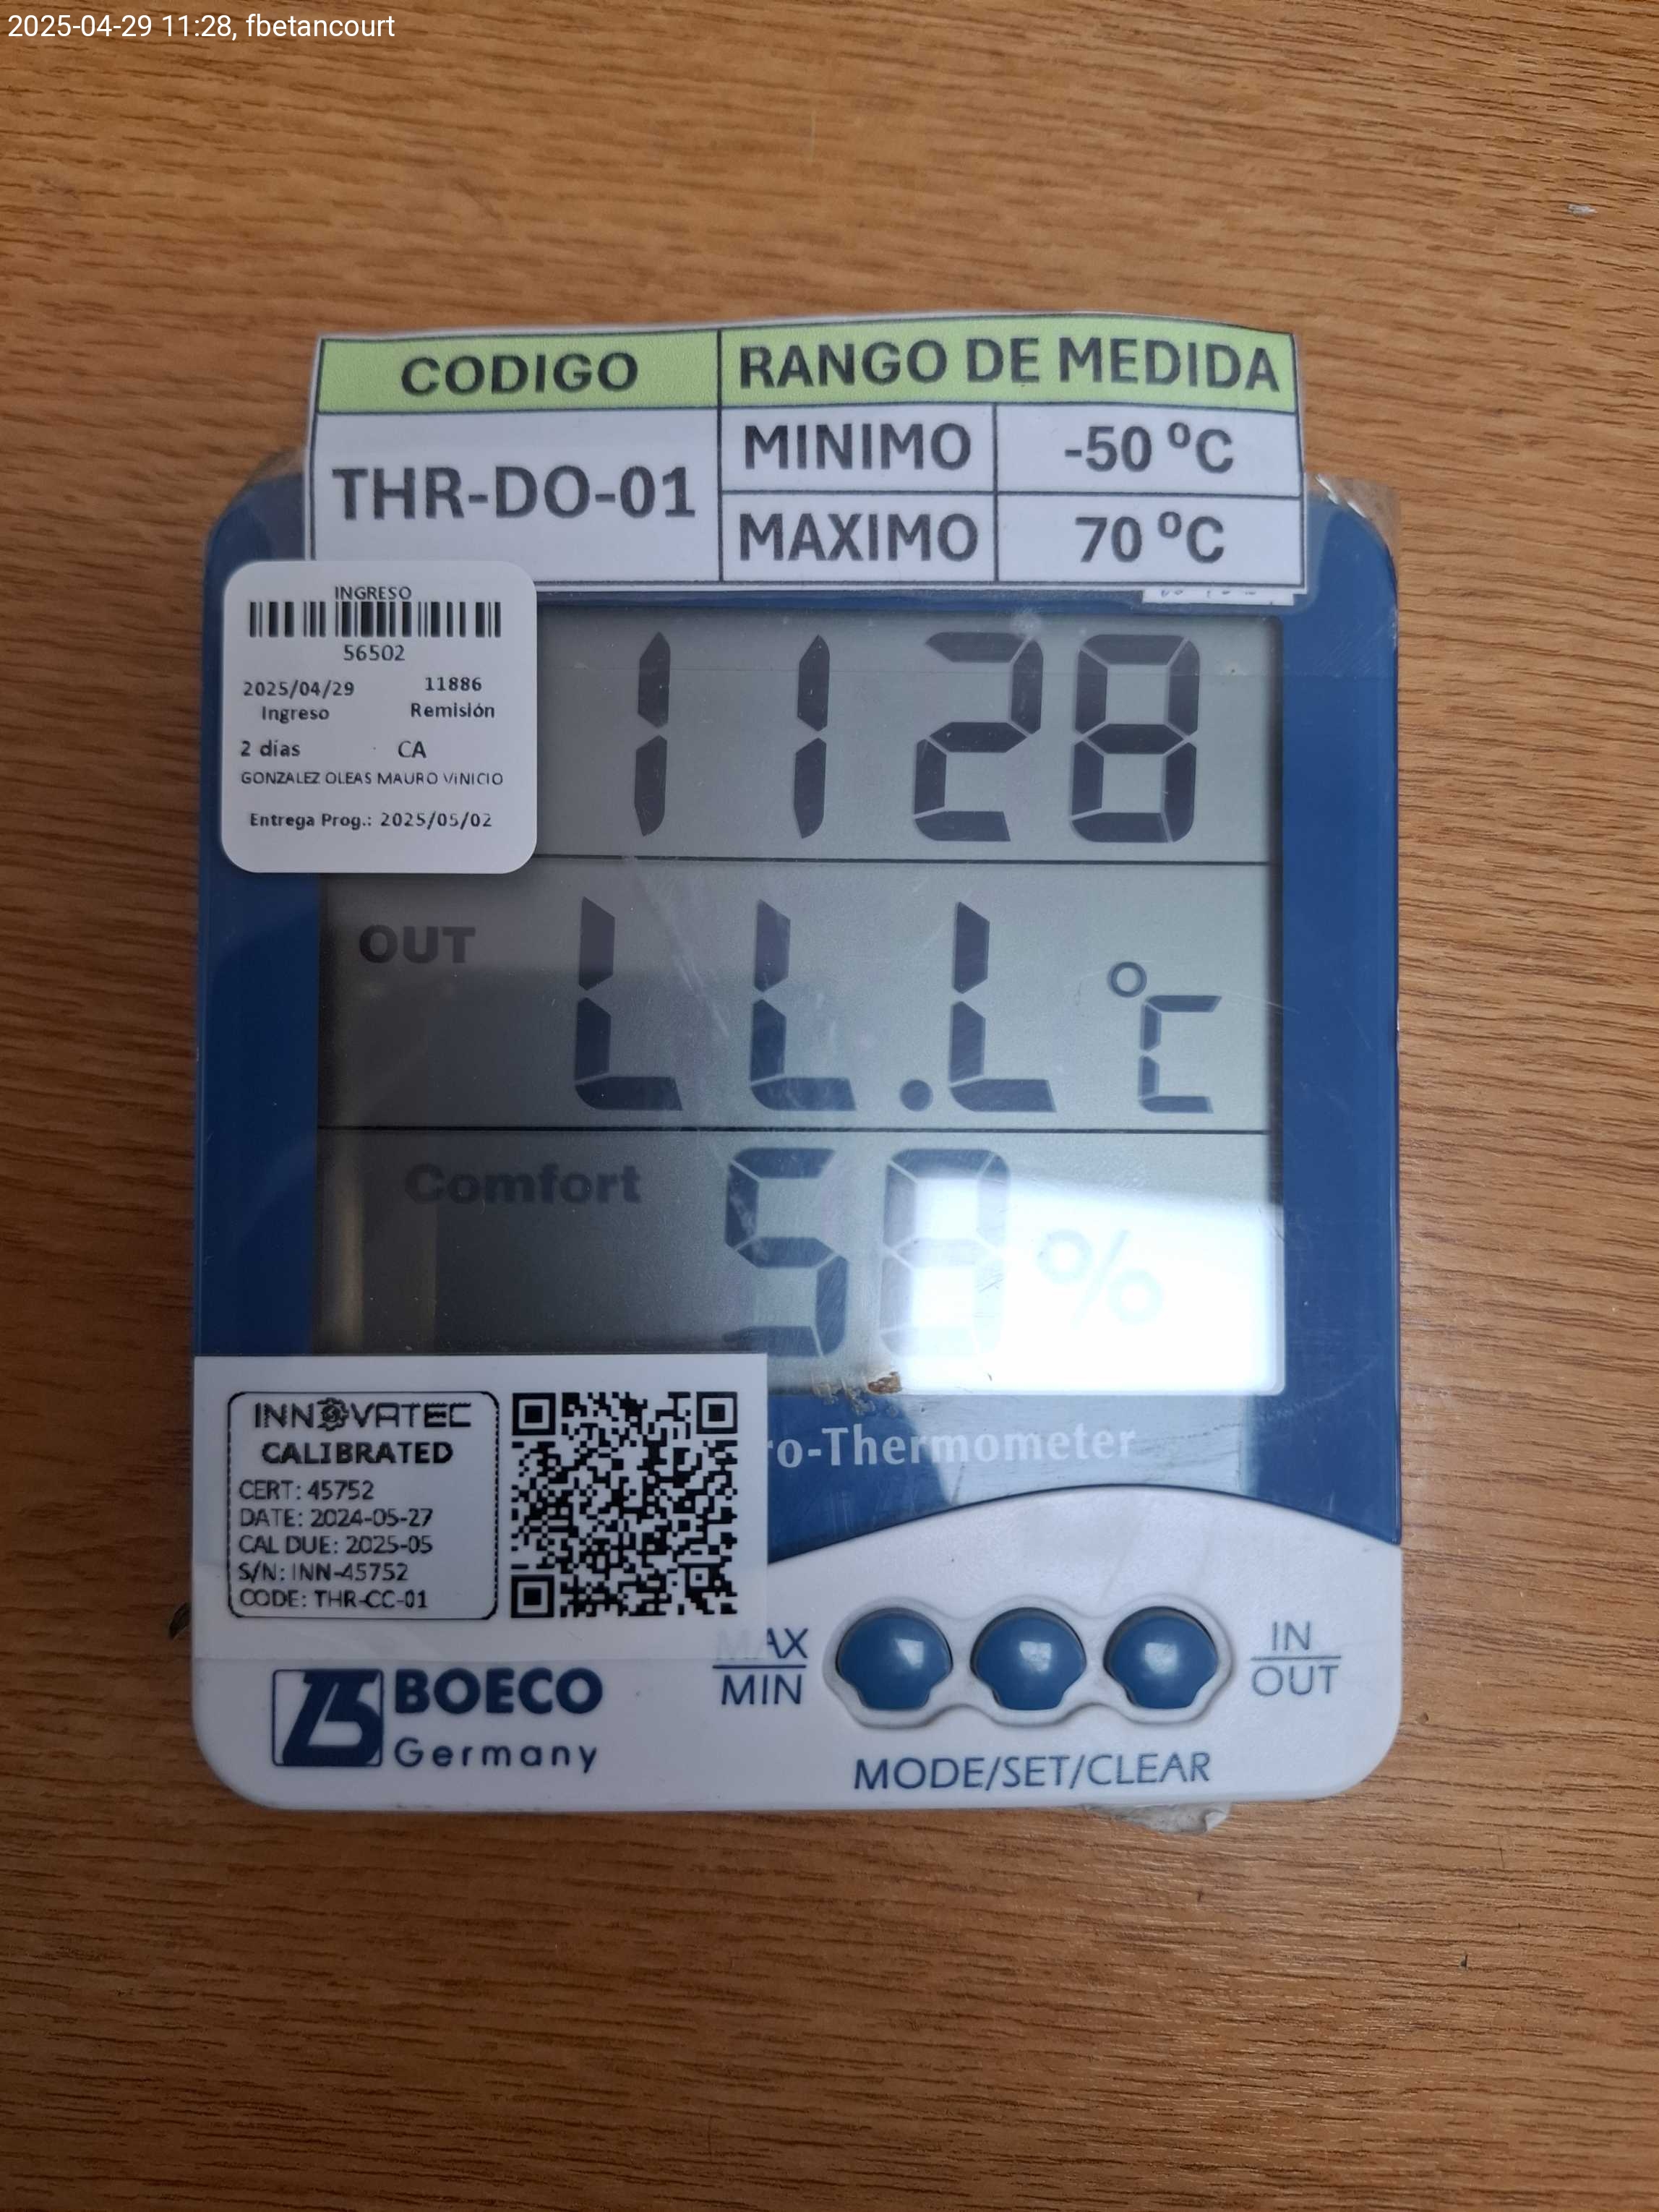 2025-04-29 11:28, fbetancourt
CODIGO
RANGO DE MEDIDA
THR-DO-01
MINIMO
-50 ºC
MAXIMO
70 ºC
INGRESO
56502
2025/04/29 11886
Ingreso Remisión
2 días CA
GONZALEZ OLEAS MAURO VINICIO
Entrega Prog.: 2025/05/02
1128
OUT LL.L °C
Comfort %
INNOVATEC
CALIBRATED
CERT: 45752
DATE: 2024-05-27
CAL DUE: 2025-05
S/N: INN-45752
CODE: THR-CC-01
ro-Thermometer
MAX
MIN
IN
OUT
BOECO
Germany
MODE/SET/CLEAR